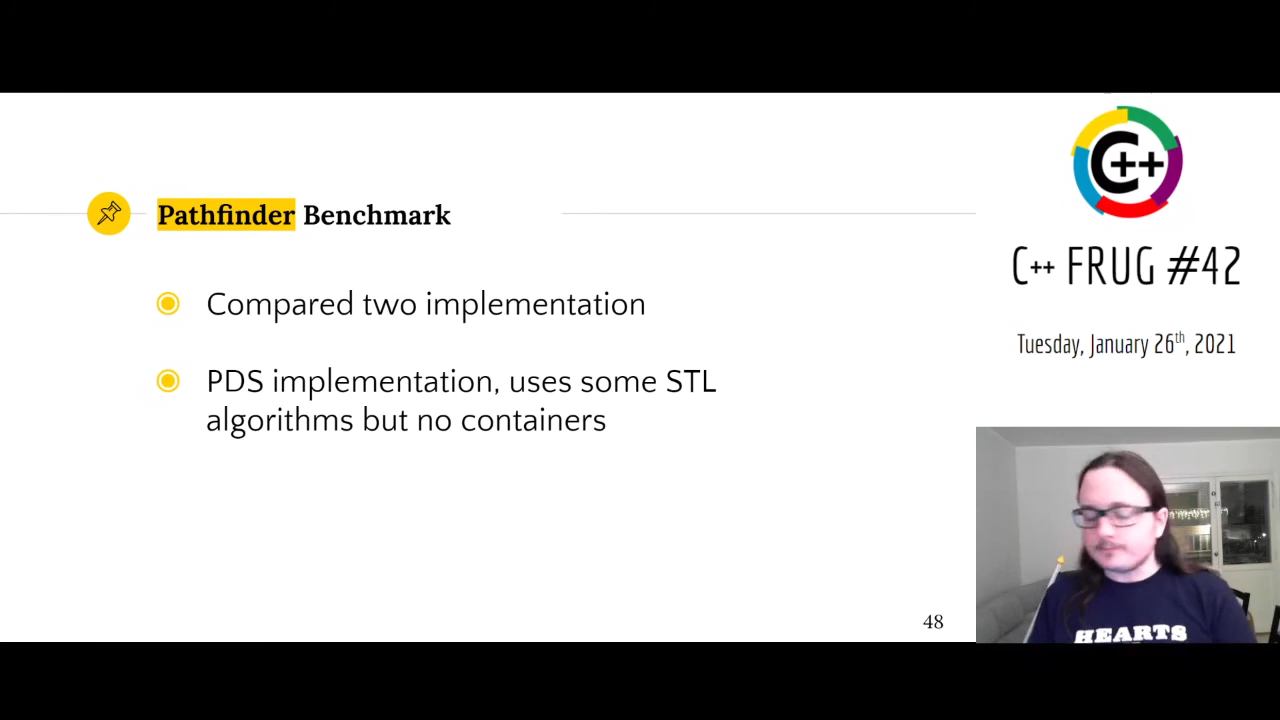 Pathfinder Benchmark
Compared two implementation
PDS implementation, uses some STL
algorithms but no containers
48
C++
C++ FRUG #42
Tuesday, January 26th, 2021
HEARTS